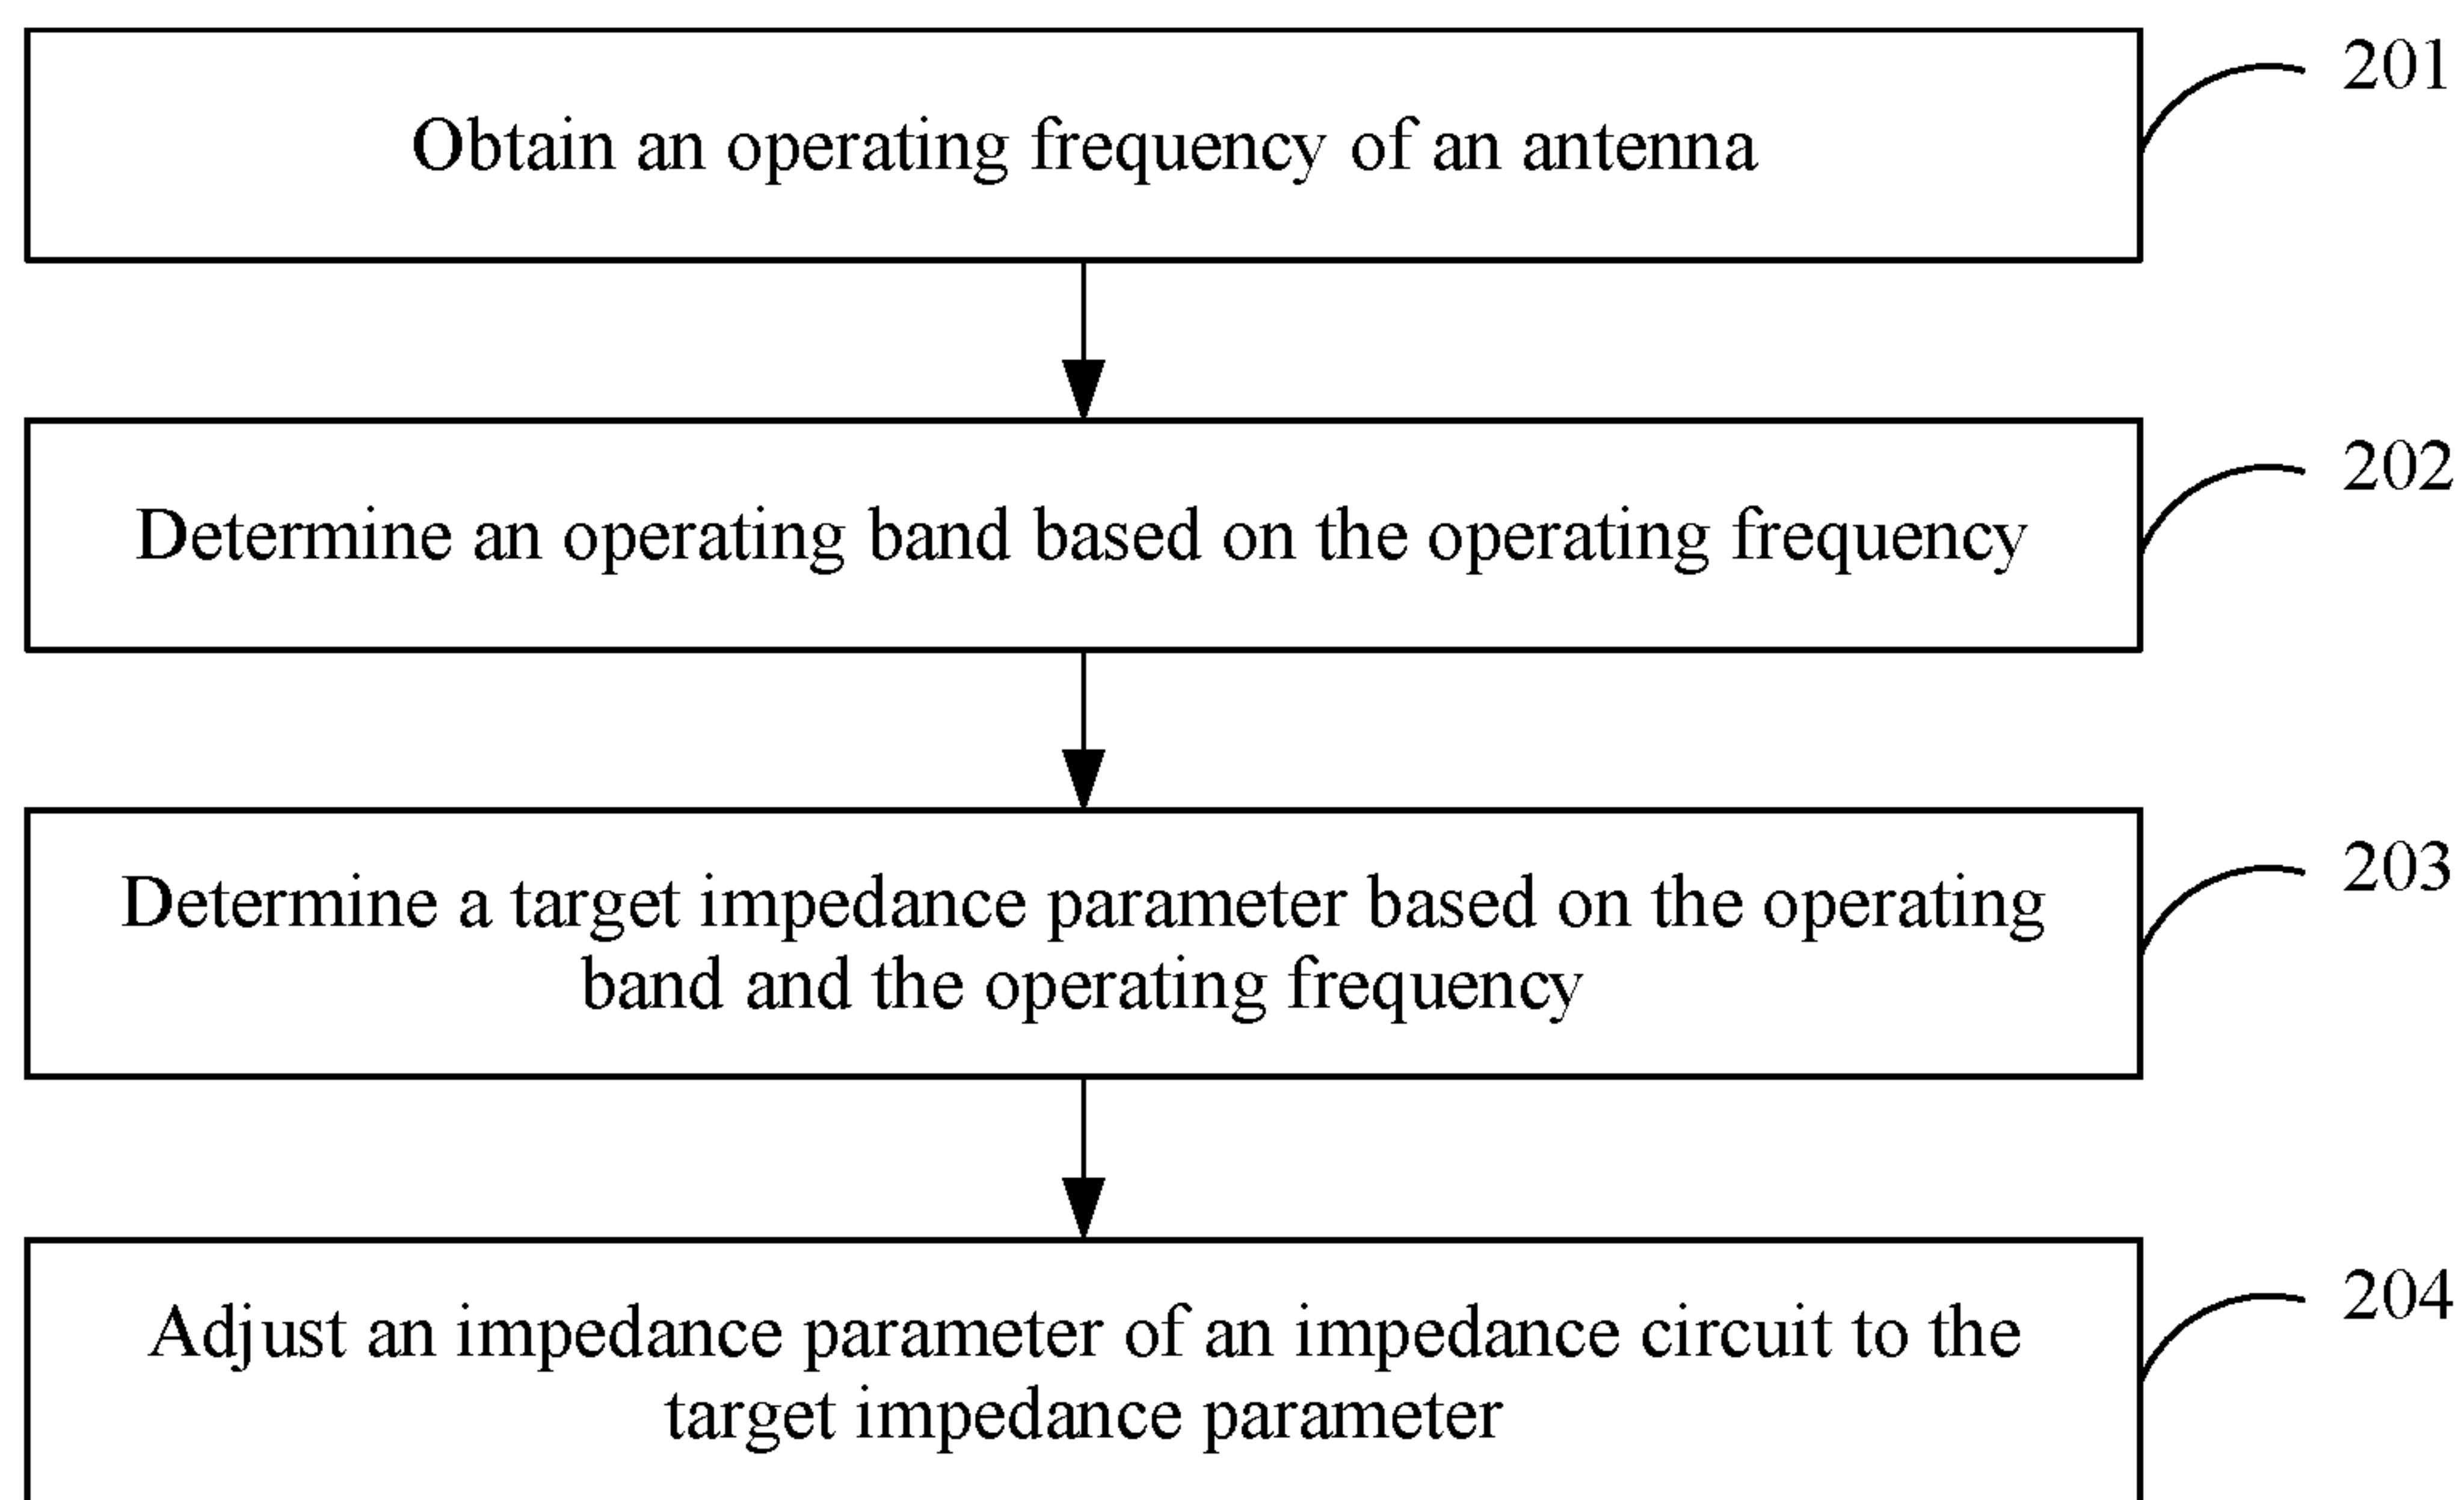 Obtain an operating frequency of an antenna
201
Determine an operating band based on the operating frequency
202
Determine a target impedance parameter based on the operating
band and the operating frequency
203
Adjust an impedance parameter of an impedance circuit to the
target impedance parameter
204